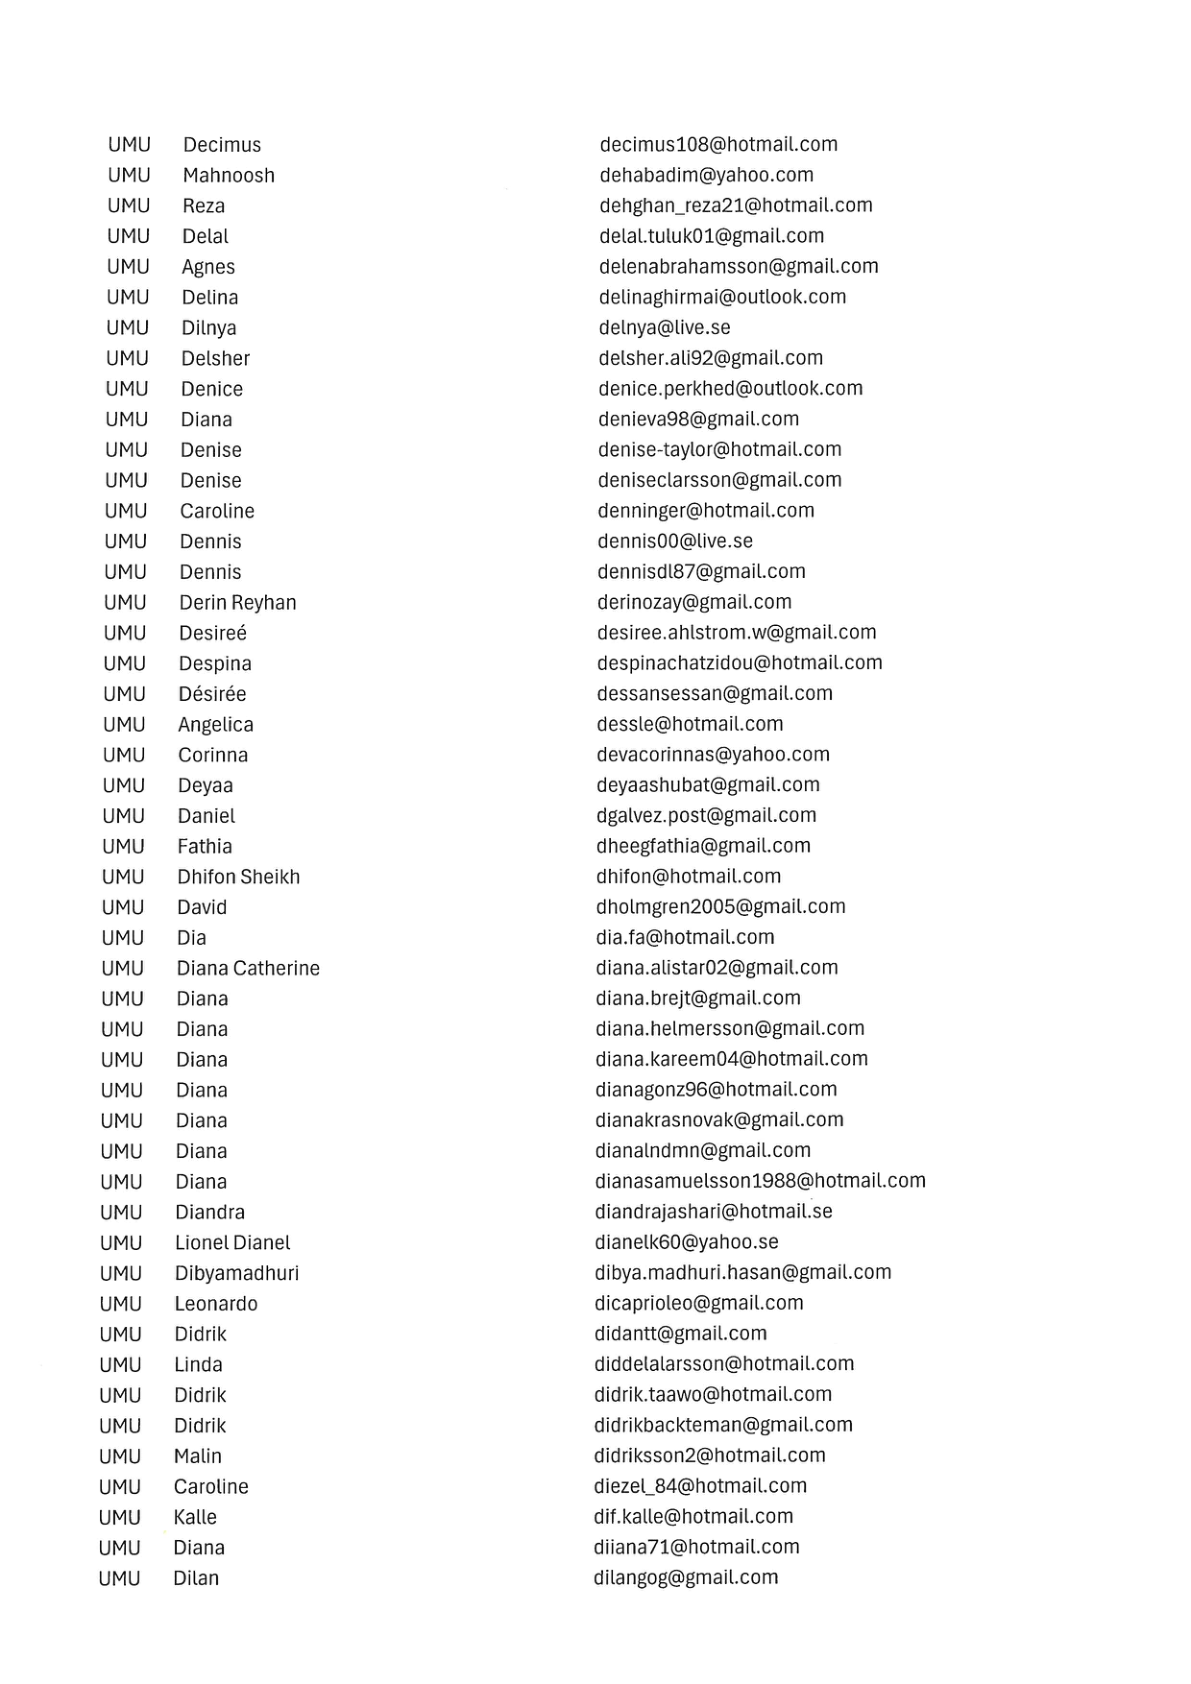 UMU Decimus decimus108@hotmail.com
UMU Mahnoosh dehabadim@yahoo.com
UMU Reza dehghan_reza21@hotmail.com
UMU Delal delal.tuluk01@gmail.com
UMU Agnes delenabrahamsson@gmail.com
UMU Delina delinaghirmai@outlook.com
UMU Dilnya delnya@live.se
UMU Delsher delsher.ali92@gmail.com
UMU Denice denice.perkhed@outlook.com
UMU Diana denieva98@gmail.com
UMU Denise denise-taylor@hotmail.com
UMU Denise deniseclarsson@gmail.com
UMU Caroline denninger@hotmail.com
UMU Dennis dennis00@live.se
UMU Dennis dennisdl87@gmail.com
UMU Derin Reyhan derinozay@gmail.com
UMU Desireé desiree.ahlstrom.w@gmail.com
UMU Despina despinachatzidou@hotmail.com
UMU Désirée dessansessan@gmail.com
UMU Angelica dessle@hotmail.com
UMU Corinna devacorinnas@yahoo.com
UMU Deyaa deyaashubat@gmail.com
UMU Daniel dgalvez.post@gmail.com
UMU Fathia dheegfathia@gmail.com
UMU Dhifon Sheikh dhifon@hotmail.com
UMU David dholmgren2005@gmail.com
UMU Dia dia.fa@hotmail.com
UMU Diana Catherine diana.alistar02@gmail.com
UMU Diana diana.brejt@gmail.com
UMU Diana diana.helmersson@gmail.com
UMU Diana diana.kareem04@hotmail.com
UMU Diana dianagonz96@hotmail.com
UMU Diana dianakrasnovak@gmail.com
UMU Diana dianalndmn@gmail.com
UMU Diana dianasamuelsson1988@hotmail.com
UMU Diandra diandrajashari@hotmail.se
UMU Lionel Dianel dianelk60@yahoo.se
UMU Dibyamadhuri dibya.madhuri.hasan@gmail.com
UMU Leonardo dicaprioleo@gmail.com
UMU Didrik didantt@gmail.com
UMU Linda diddelalarsson@hotmail.com
UMU Didrik didrik.taawo@hotmail.com
UMU Didrik didrikbackteman@gmail.com
UMU Malin didriksson2@hotmail.com
UMU Caroline diezel_84@hotmail.com
UMU Kalle dif.kalle@hotmail.com
UMU Diana diiana71@hotmail.com
UMU Dilan dilangog@gmail.com